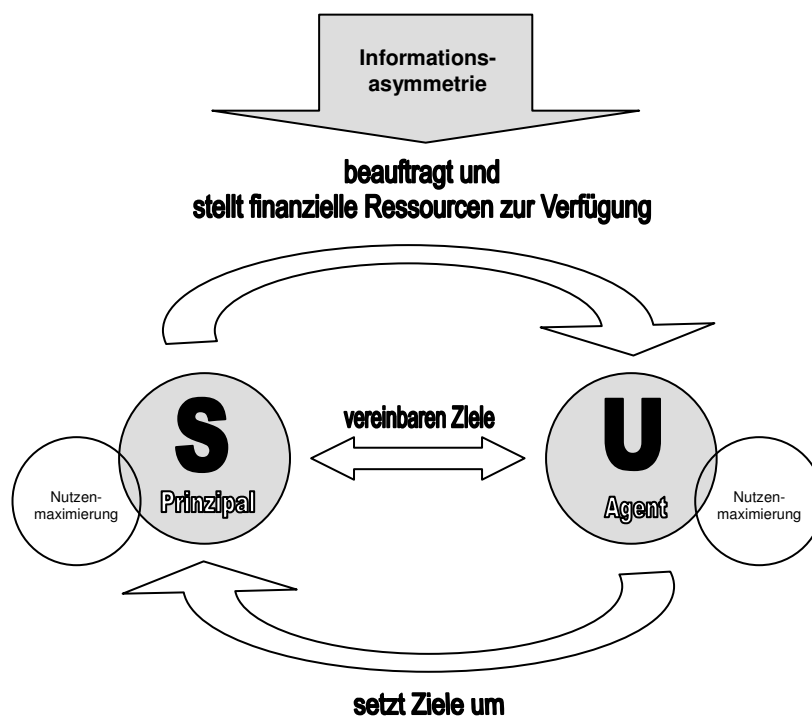 Informations-
asymmetrie
beauftragt und
stellt finanzielle Ressourcen zur Verfügung
S
Prinzipal
Nutzen-
maximierung
vereinbaren Ziele
U
Agent
Nutzen-
maximierung
setzt Ziele um